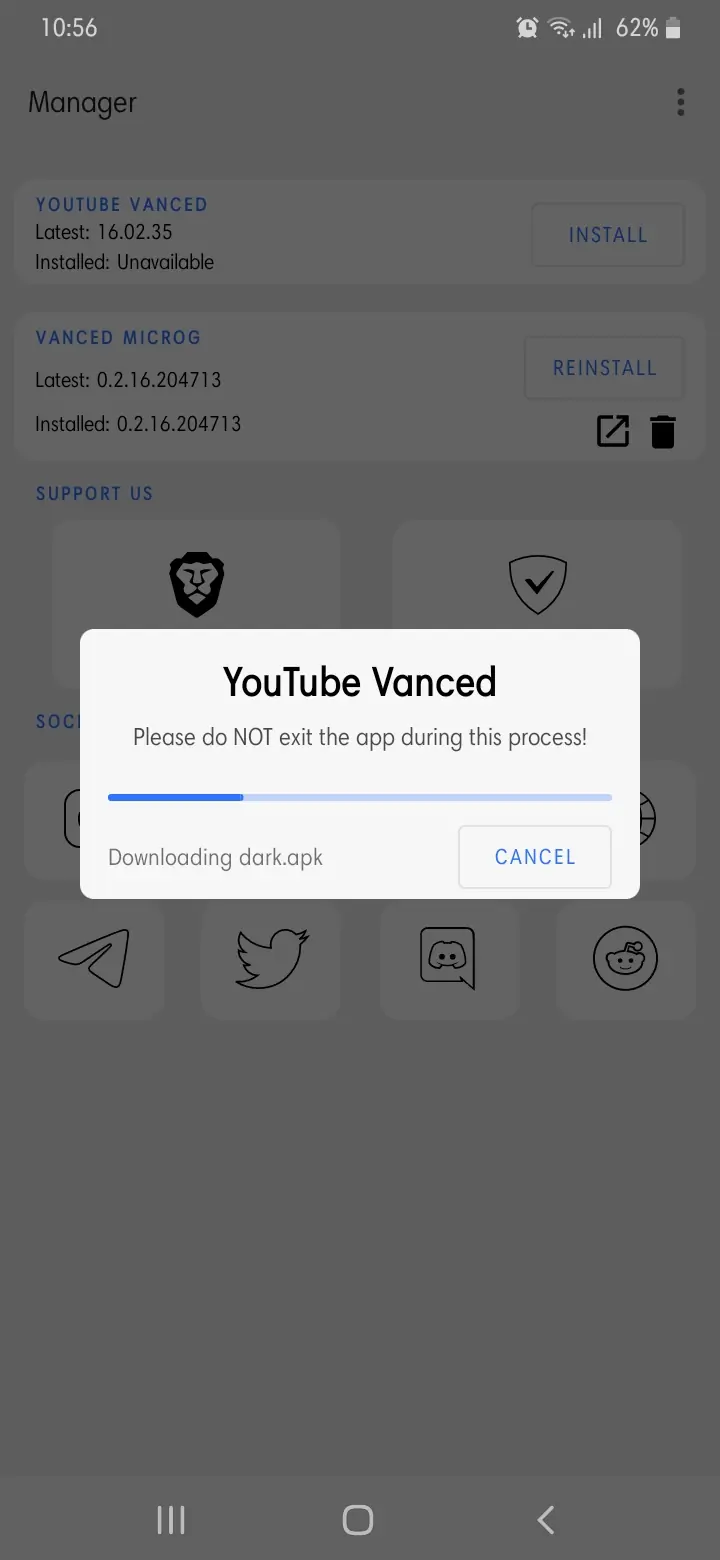 10:56
62%
Manager
YOUTUBE VANCED
Latest: 16.02.35
Installed: Unavailable
INSTALL
VANCED MICROG
Latest: 0.2.16.204713
Installed: 0.2.16.204713
REINSTALL
SUPPORT US
YouTube Vanced
Please do NOT exit the app during this process!
Downloading dark.apk
CANCEL